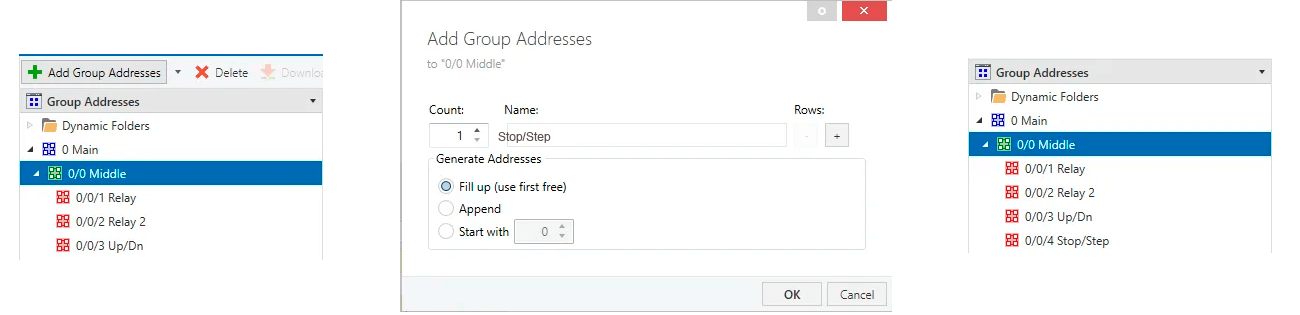 Add Group Addresses Delete Downlo
Group Addresses
Dynamic Folders
0 Main
0/0 Middle
0/0/1 Relay
0/0/2 Relay 2
0/0/3 Up/Dn
Add Group Addresses
to "0/0 Middle"
Count: Name: Rows:
1 Stop/Step - +
Generate Addresses
Fill up (use first free)
Append
Start with 0
OK Cancel
Group Addresses
Dynamic Folders
0 Main
0/0 Middle
0/0/1 Relay
0/0/2 Relay 2
0/0/3 Up/Dn
0/0/4 Stop/Step